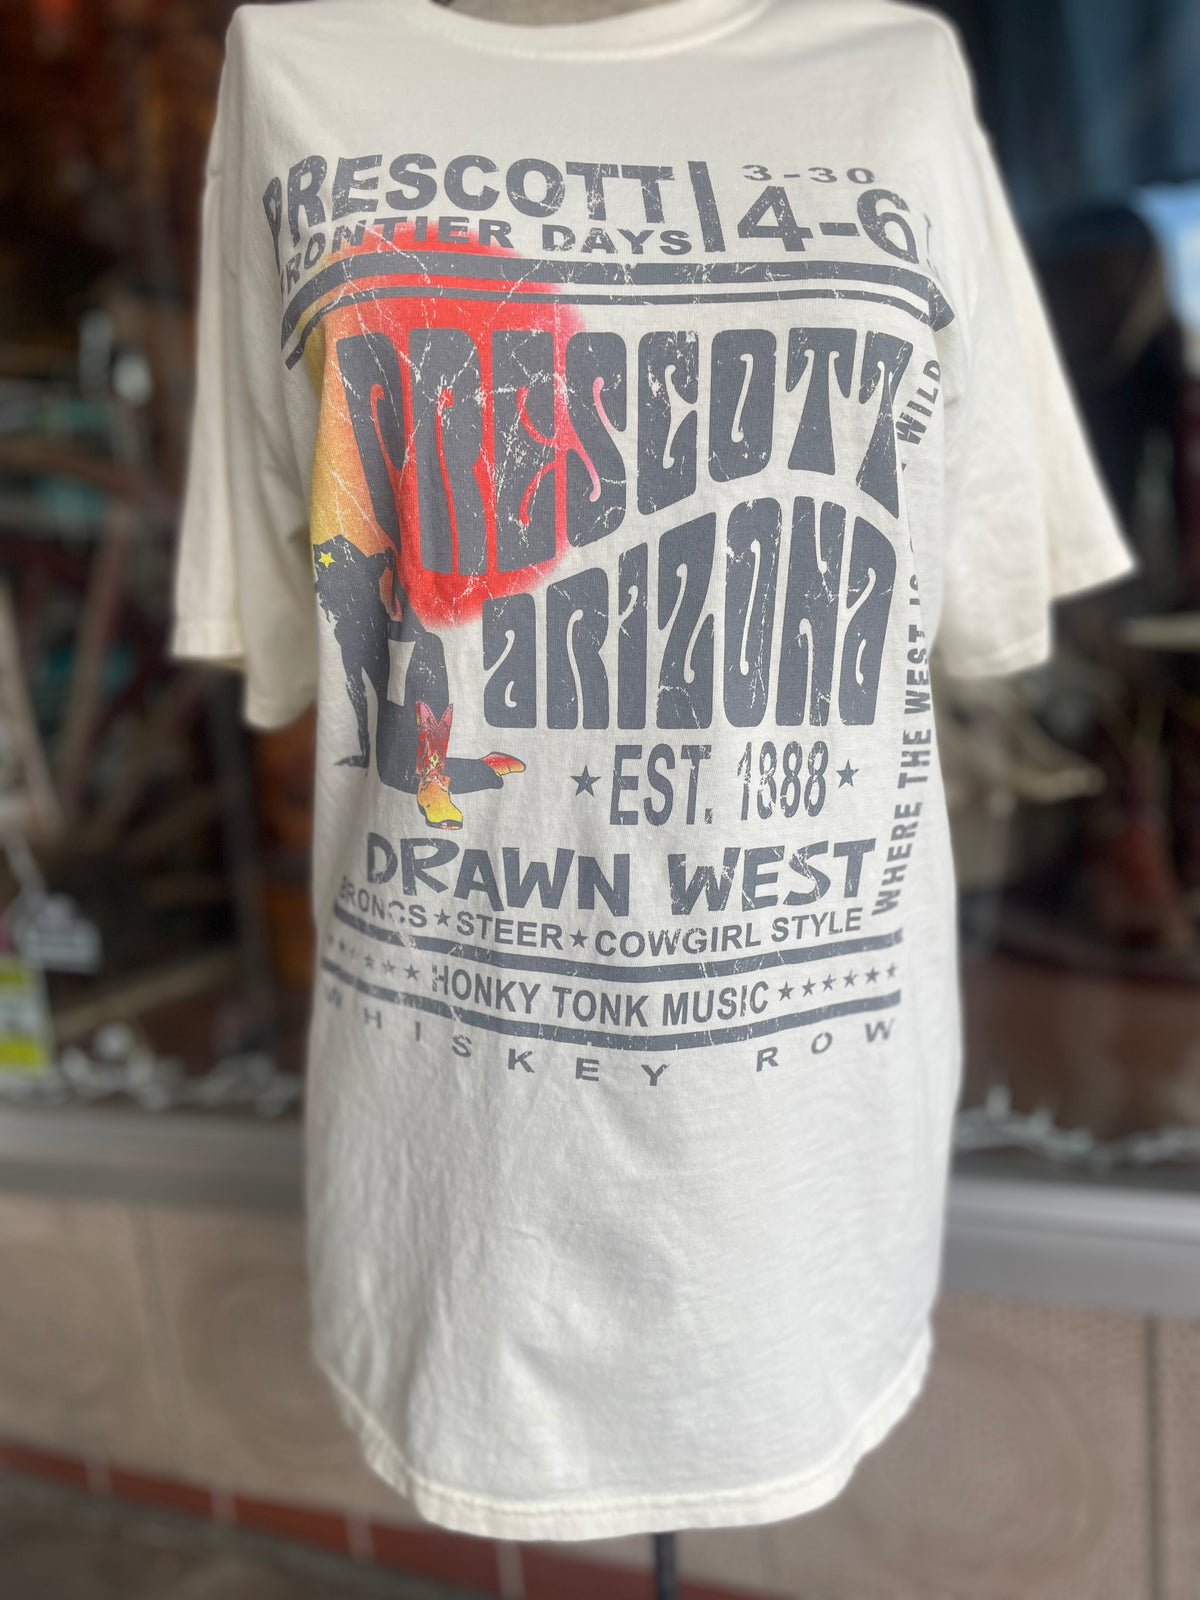 PRESCOTT
FRONTIER DAYS
3-30
4-6
PRESCOTT
ARIZONA
★EST. 1888★
DRAWN WEST
BRONCS★STEER★COWGIRL STYLE
★★★★★★ HONKY TONK MUSIC ★★★★★★
WHISKEY ROW
WHERE THE WEST IS WILD